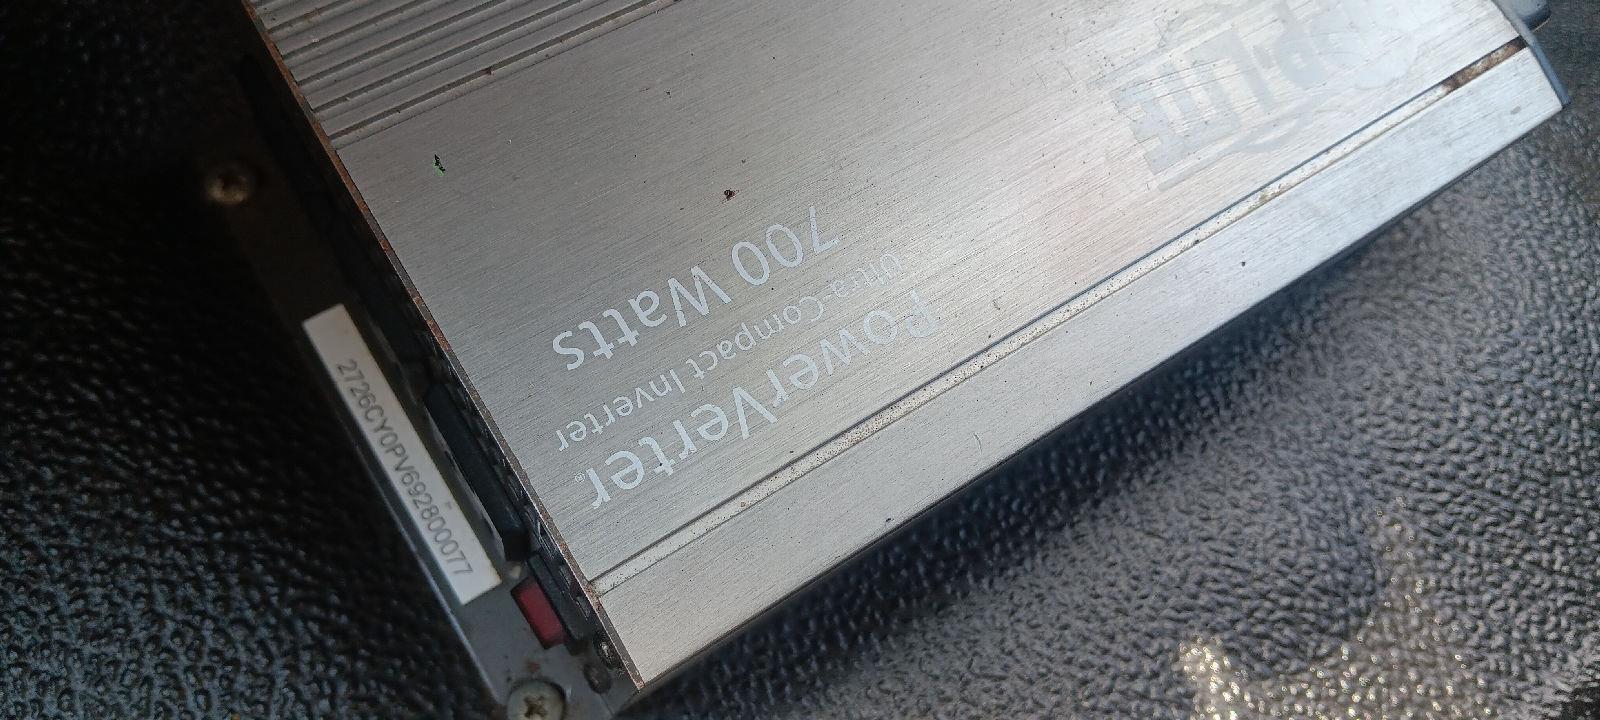 PowerVerter®
Ultra-Compact Inverter
700 Watts
2726CY0PV692800077